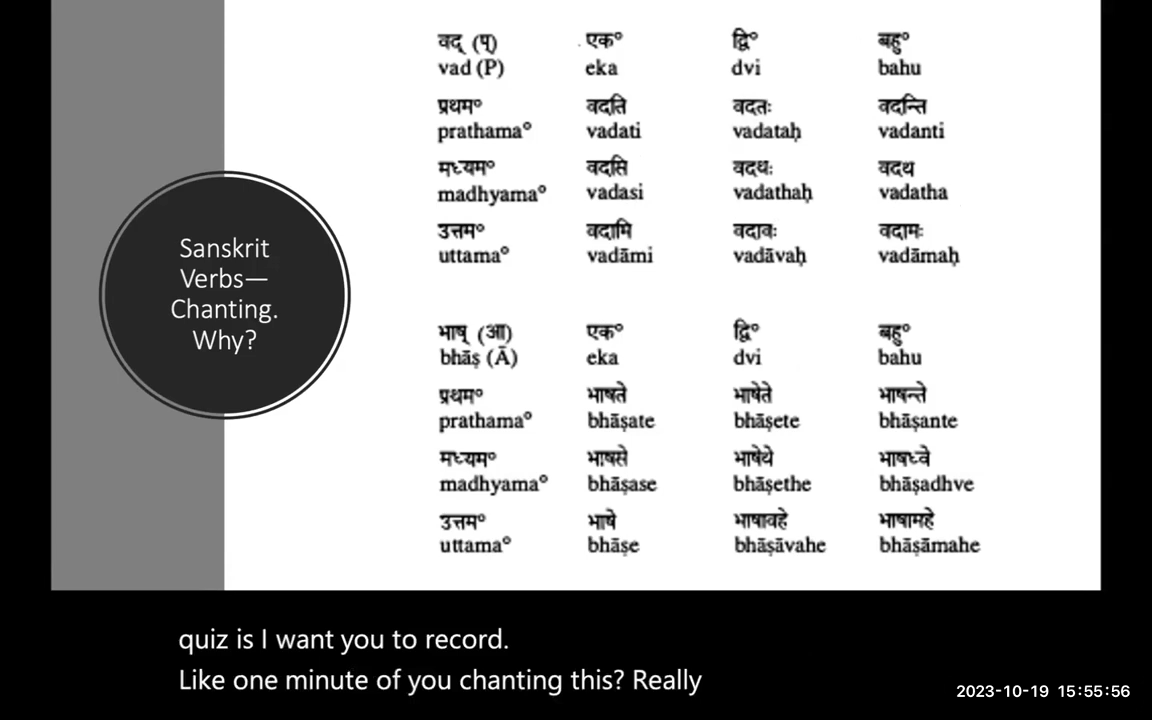 Sanskrit
Verbs—
Chanting.
Why?
वद् (प्) एक° द्वि° बहु°
vad (P) eka dvi bahu
प्रथम° वदति वदतः वदन्ति
prathama° vadati vadataḥ vadanti
मध्यम° वदसि वदथः वदथ
madhyama° vadasi vadathaḥ vadatha
उत्तम° वदामि वदावः वदामः
uttama° vadāmi vadāvaḥ vadāmaḥ
भाष् (आ) एक° द्वि° बहु°
bhāṣ (Ā) eka dvi bahu
प्रथम° भाषते भाषेते भाषन्ते
prathama° bhāṣate bhāṣete bhāṣante
मध्यम° भाषसे भाषेथे भाषध्वे
madhyama° bhāṣase bhāṣethe bhāṣadhve
उत्तम° भाषे भाषावहे भाषामहे
uttama° bhāṣe bhāṣāvahe bhāṣāmahe
quiz is I want you to record.
Like one minute of you chanting this? Really
2023-10-19 15:55:56